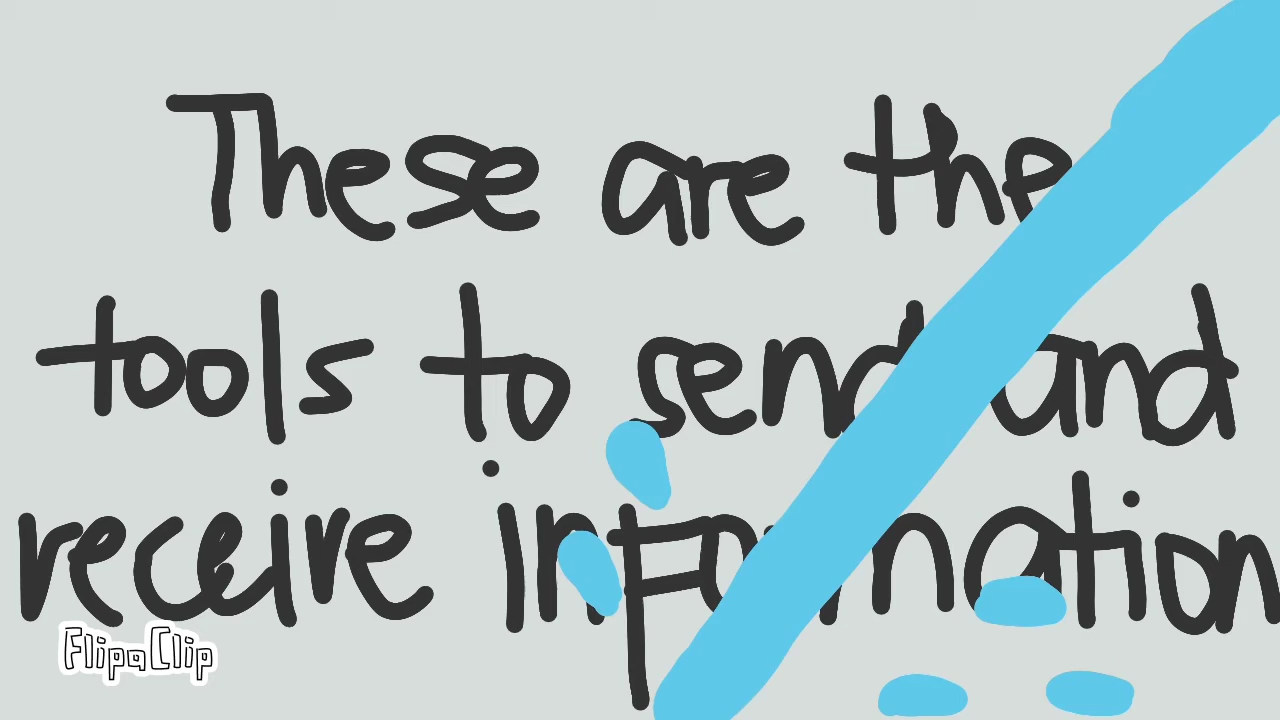 These are the
tools to send and
receive information
FlipaClip